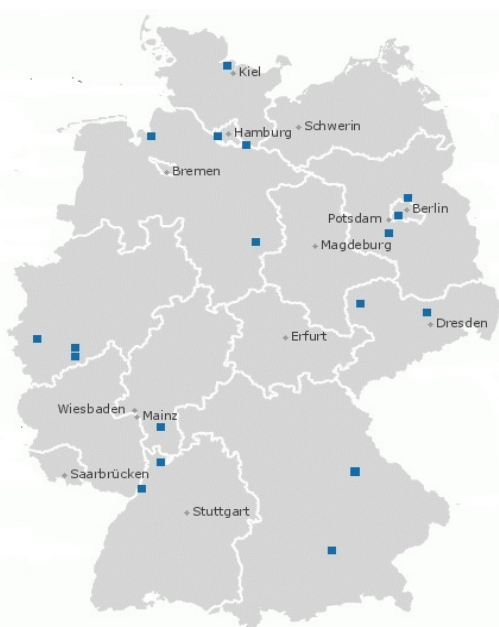 Kiel
Hamburg
Schwerin
Bremen
Berlin
Potsdam
Magdeburg
Erfurt
Dresden
Wiesbaden
Mainz
Saarbrücken
Stuttgart